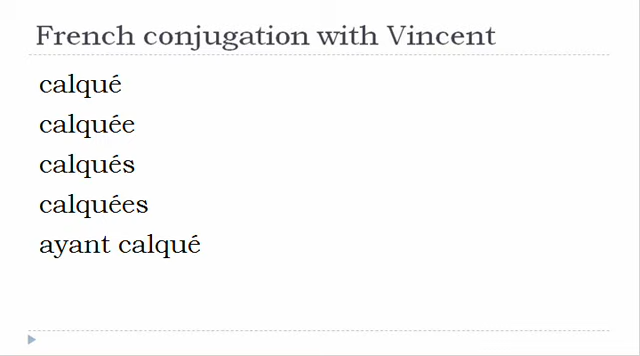 French conjugation with Vincent
calqué
calquée
calqués
calquées
ayant calqué